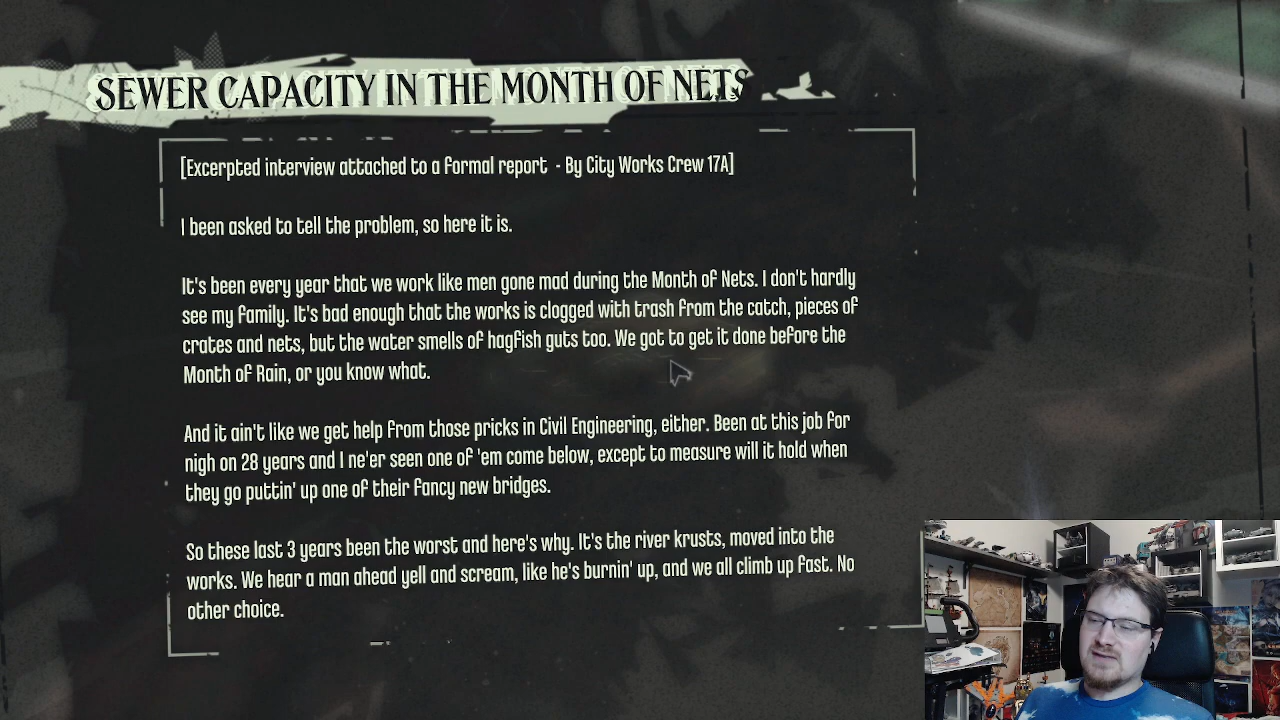 SEWER CAPACITY IN THE MONTH OF NETS
[Excerpted interview attached to a formal report - By City Works Crew 17A]
I been asked to tell the problem, so here it is.
It's been every year that we work like men gone mad during the Month of Nets. I don't hardly
see my family. It's bad enough that the works is clogged with trash from the catch, pieces of
crates and nets, but the water smells of hagfish guts too. We got to get it done before the
Month of Rain, or you know what.
And it ain't like we get help from those pricks in Civil Engineering, either. Been at this job for
nigh on 28 years and I ne'er seen one of 'em come below, except to measure will it hold when
they go puttin' up one of their fancy new bridges.
So these last 3 years been the worst and here's why. It's the river krusts, moved into the
works. We hear a man ahead yell and scream, like he's burnin' up, and we all climb up fast. No
other choice.